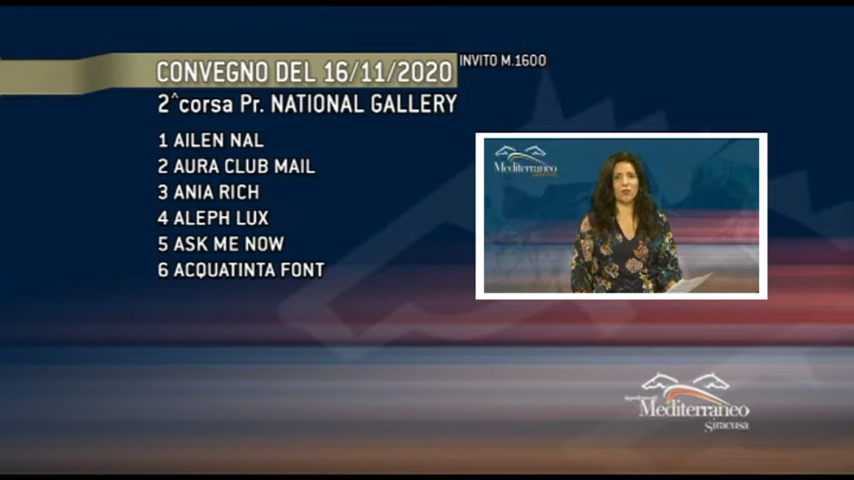 CONVEGNO DEL 16/11/2020
INVITO M.1600
2^corsa Pr. NATIONAL GALLERY
1 AILEN NAL
2 AURA CLUB MAIL
3 ANIA RICH
4 ALEPH LUX
5 ASK ME NOW
6 ACQUATINTA FONT
Mediterraneo
Mediterraneo
Siracusa